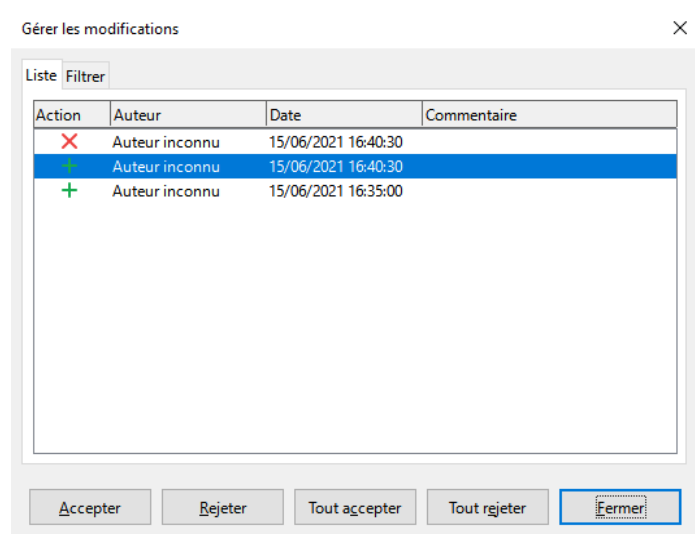 Gérer les modifications
Liste Filtrer
Action Auteur Date Commentaire
Auteur inconnu 15/06/2021 16:40:30
Auteur inconnu 15/06/2021 16:40:30
Auteur inconnu 15/06/2021 16:35:00
Accepter Rejeter Tout accepter Tout rejeter Fermer